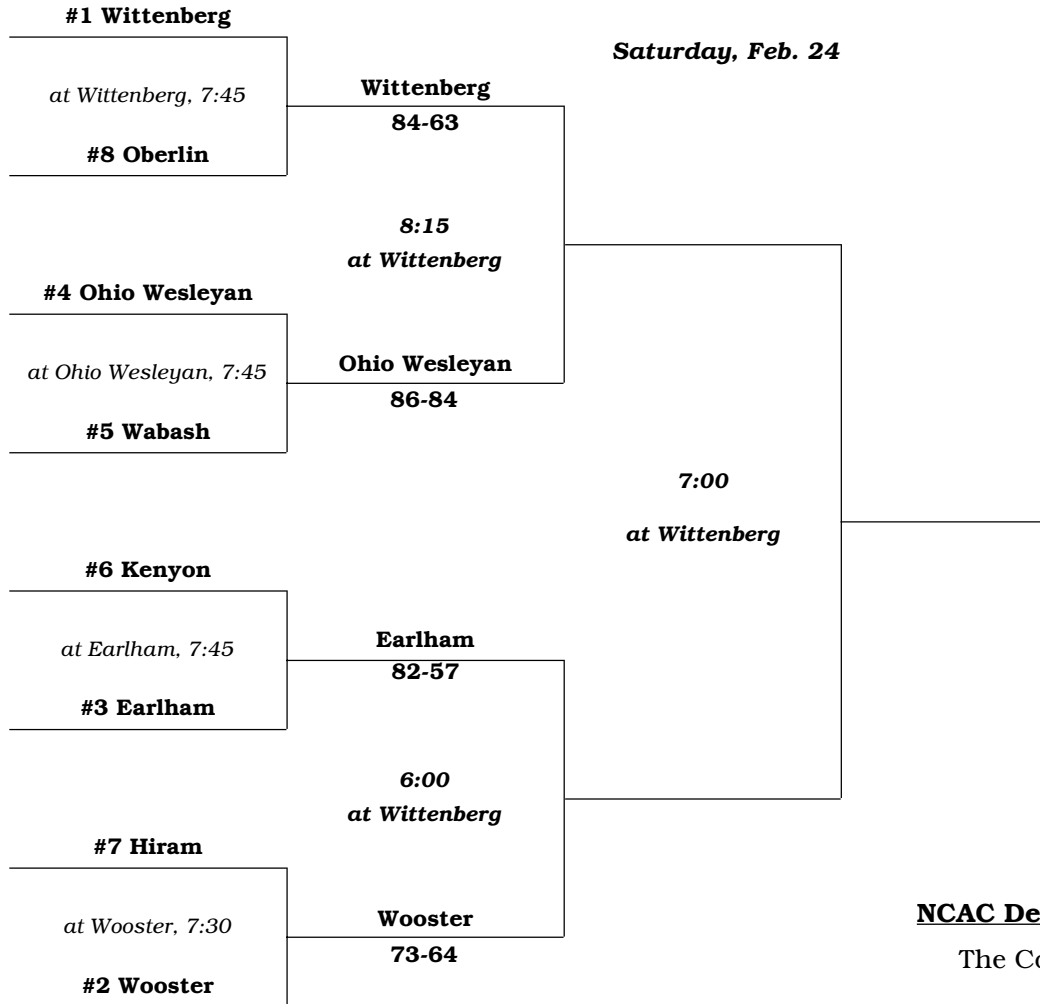 #1 Wittenberg
Saturday, Feb. 24
at Wittenberg, 7:45
Wittenberg
84-63
#8 Oberlin
8:15
at Wittenberg
#4 Ohio Wesleyan
at Ohio Wesleyan, 7:45
Ohio Wesleyan
86-84
#5 Wabash
7:00
at Wittenberg
#6 Kenyon
at Earlham, 7:45
Earlham
82-57
#3 Earlham
6:00
at Wittenberg
#7 Hiram
at Wooster, 7:30
Wooster
73-64
#2 Wooster
NCAC
The